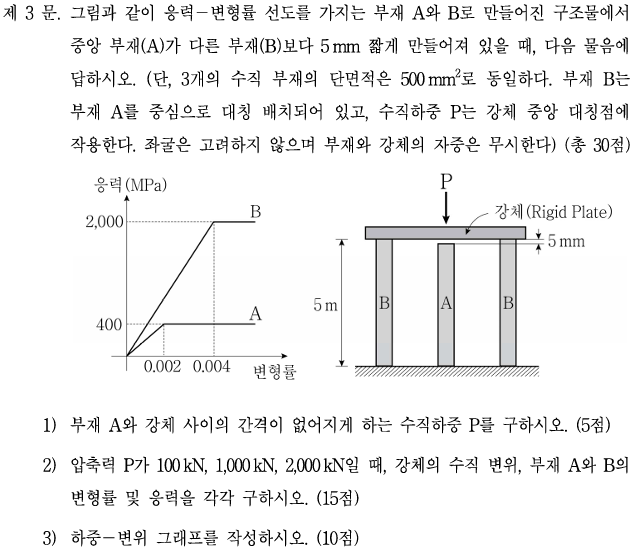 제 3 문. 그림과 같이 응력-변형률 선도를 가지는 부재 A와 B로 만들어진 구조물에서
중앙 부재(A)가 다른 부재(B)보다 5 mm 짧게 만들어져 있을 때, 다음 물음에
답하시오. (단, 3개의 수직 부재의 단면적은 500 mm²로 동일하다. 부재 B는
부재 A를 중심으로 대칭 배치되어 있고, 수직하중 P는 강체 중앙 대칭점에
작용한다. 좌굴은 고려하지 않으며 부재와 강체의 자중은 무시한다) (총 30점)
응력(MPa)
2,000
B
400
A
0.002 0.004
변형률
P
강체(Rigid Plate)
5 mm
5 m
B A B
1) 부재 A와 강체 사이의 간격이 없어지게 하는 수직하중 P를 구하시오. (5점)
2) 압축력 P가 100 kN, 1,000 kN, 2,000 kN일 때, 강체의 수직 변위, 부재 A와 B의
변형률 및 응력을 각각 구하시오. (15점)
3) 하중-변위 그래프를 작성하시오. (10점)